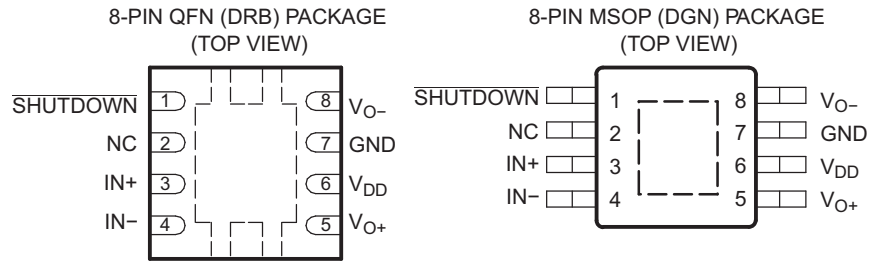 8-PIN QFN (DRB) PACKAGE
(TOP VIEW)
SHUTDOWN 1 8 VO−
NC 2 7 GND
IN+ 3 6 VDD
IN− 4 5 VO+
8-PIN MSOP (DGN) PACKAGE
(TOP VIEW)
SHUTDOWN 1 8 VO−
NC 2 7 GND
IN+ 3 6 VDD
IN− 4 5 VO+